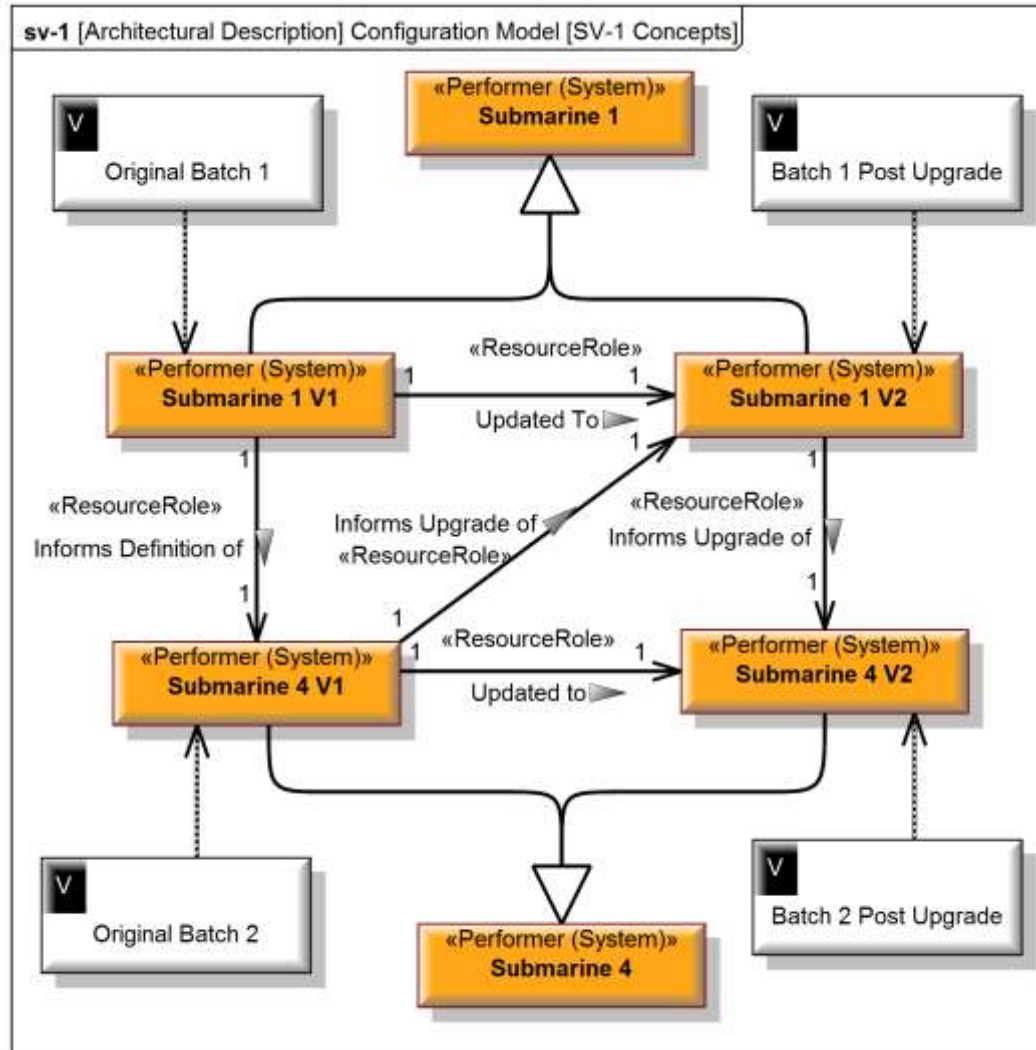 sv-1 [Architectural Description] Configuration Model [SV-1 Concepts]
«Performer (System)»
Submarine 1
V
Original Batch 1
V
Batch 1 Post Upgrade
«Performer (System)»
Submarine 1 V1
«ResourceRole»
1
1
Updated To
«Performer (System)»
Submarine 1 V2
1
«ResourceRole»
Informs Definition of
1
1
Informs Upgrade of
«ResourceRole»
1
1
«ResourceRole»
Informs Upgrade of
1
«Performer (System)»
Submarine 4 V1
«ResourceRole»
1
1
Updated to
«Performer (System)»
Submarine 4 V2
V
Original Batch 2
V
Batch 2 Post Upgrade
«Performer (System)»
Submarine 4